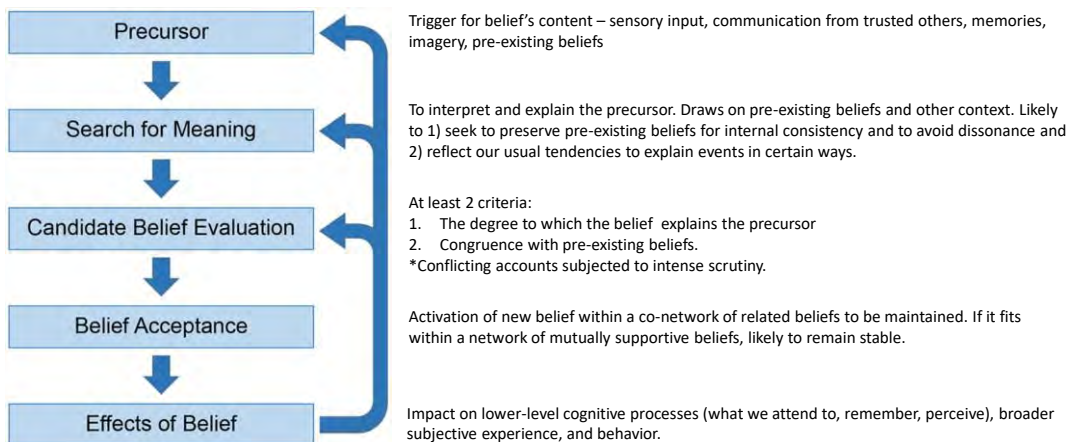 Precursor
Trigger for belief’s content – sensory input, communication from trusted others, memories,
imagery, pre-existing beliefs
Search for Meaning
To interpret and explain the precursor. Draws on pre-existing beliefs and other context. Likely
to 1) seek to preserve pre-existing beliefs for internal consistency and to avoid dissonance and
2) reflect our usual tendencies to explain events in certain ways.
Candidate Belief Evaluation
At least 2 criteria:
1. The degree to which the belief explains the precursor
2. Congruence with pre-existing beliefs.
*Conflicting accounts subjected to intense scrutiny.
Belief Acceptance
Activation of new belief within a co-network of related beliefs to be maintained. If it fits
within a network of mutually supportive beliefs, likely to remain stable.
Effects of Belief
Impact on lower-level cognitive processes (what we attend to, remember, perceive), broader
subjective experience, and behavior.